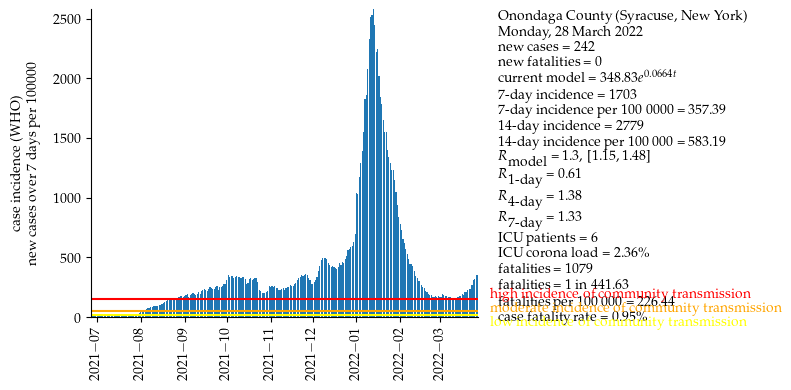 case incidence (WHO)
new cases over 7 days per 100000
2500
2000
1500
1000
500
0
2021−07
2021−08
2021−09
2021−10
2021−11
2021−12
2022−01
2022−02
2022−03
Onondaga County (Syracuse, New York)
Monday, 28 March 2022
new cases = 242
new fatalities = 0
current model = 348.83e^0.0664t
7-day incidence = 1703
7-day incidence per 100 0000 = 357.39
14-day incidence = 2779
14-day incidence per 100 000 = 583.19
R_model = 1.3, [1.15, 1.48]
R_1-day = 0.61
R_4-day = 1.38
R_7-day = 1.33
ICU patients = 6
ICU corona load = 2.36%
fatalities = 1079
fatalities = 1 in 441.63
high incidence of community transmission
fatalities per 100 000 = 226.44
moderate incidence of community transmission
case fatality rate = 0.95%
low incidence of community transmission